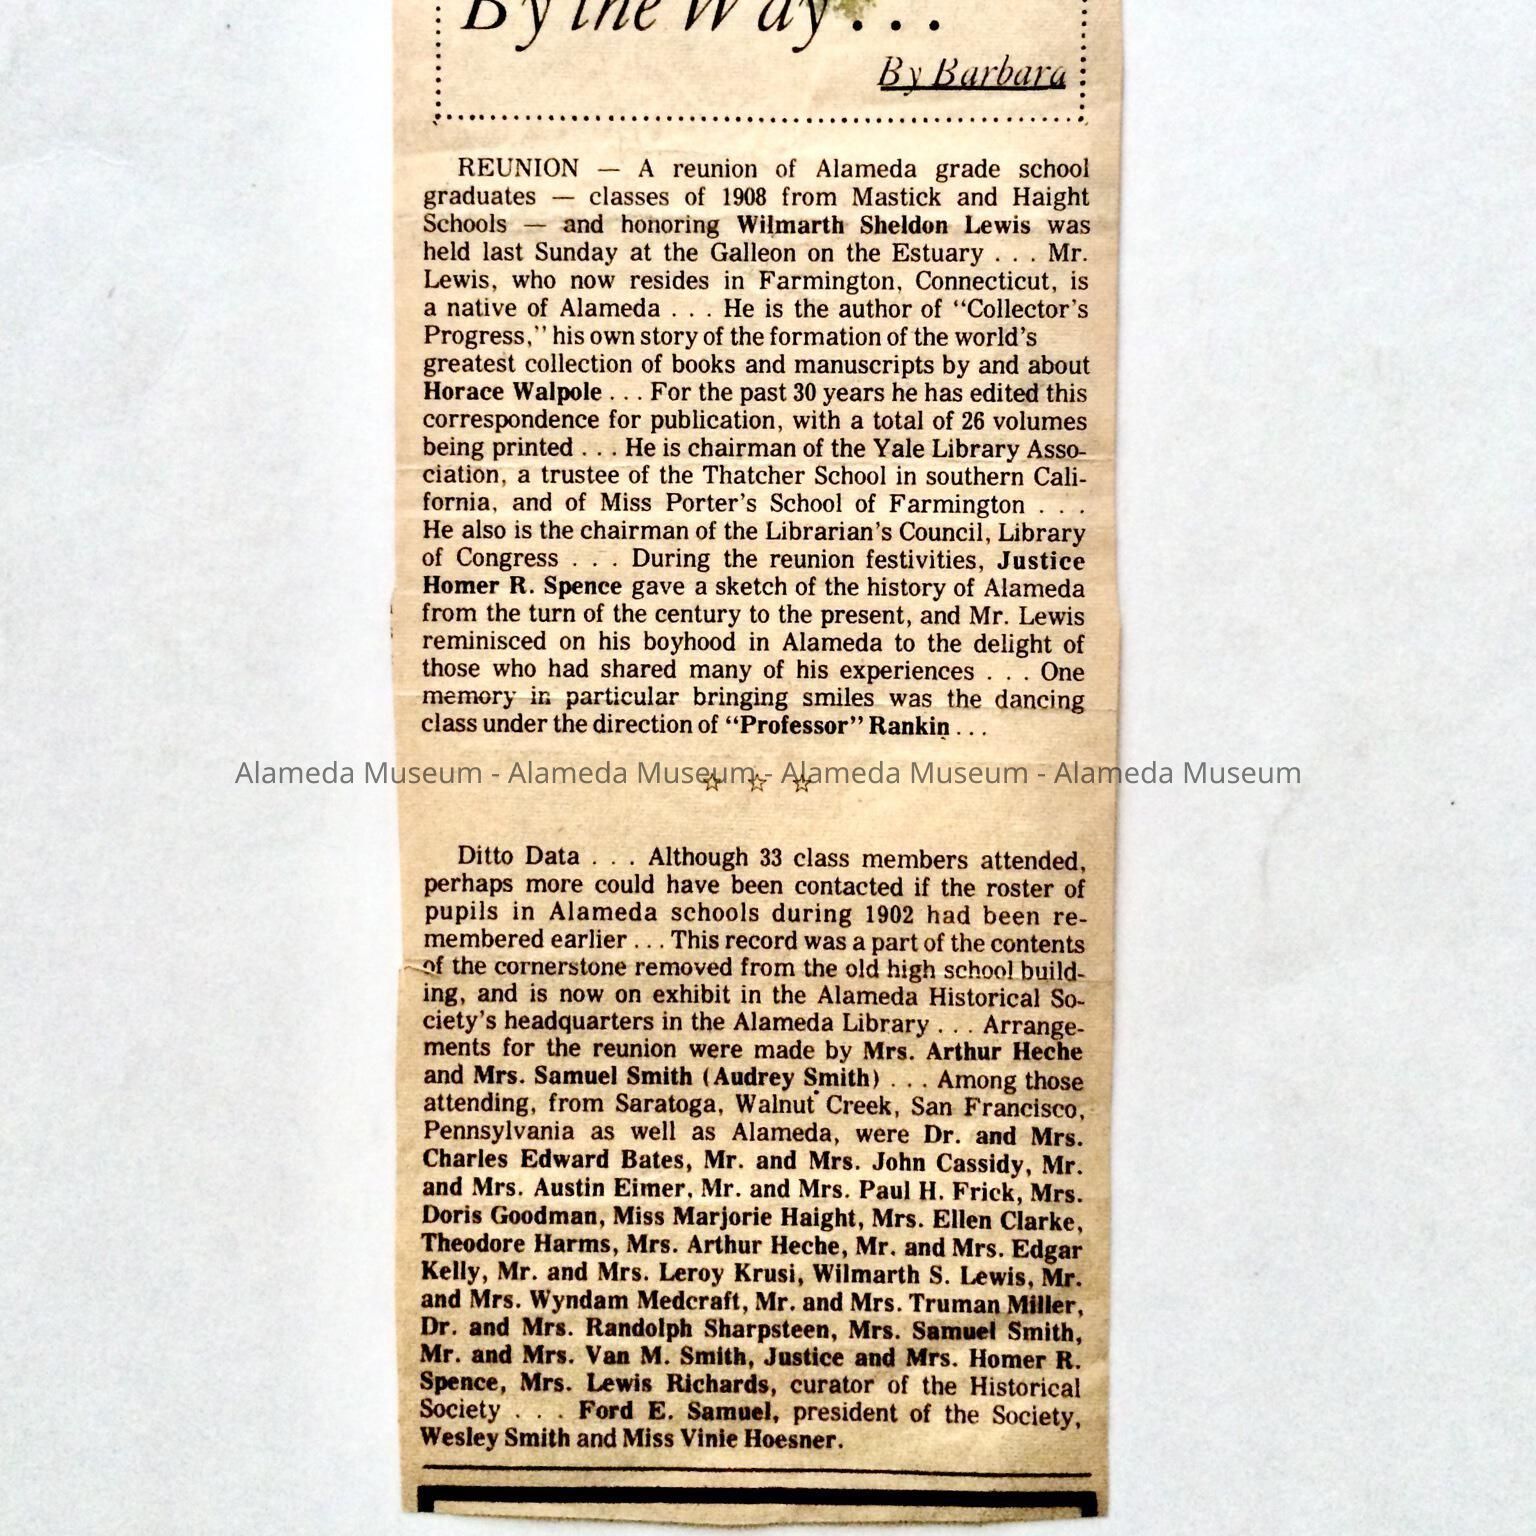 By the Way . . .
By Barbara
REUNION — A reunion of Alameda grade school
graduates — classes of 1908 from Mastick and Haight
Schools — and honoring Wilmarth Sheldon Lewis was
held last Sunday at the Galleon on the Estuary . . . Mr.
Lewis, who now resides in Farmington, Connecticut, is
a native of Alameda . . . He is the author of “Collector’s
Progress,” his own story of the formation of the world’s
greatest collection of books and manuscripts by and about
Horace Walpole . . . For the past 30 years he has edited this
correspondence for publication, with a total of 26 volumes
being printed . . . He is chairman of the Yale Library Asso-
ciation, a trustee of the Thatcher School in southern Cali-
fornia, and of Miss Porter’s School of Farmington . . .
He also is the chairman of the Librarian’s Council, Library
of Congress . . . During the reunion festivities, Justice
Homer R. Spence gave a sketch of the history of Alameda
from the turn of the century to the present, and Mr. Lewis
reminisced on his boyhood in Alameda to the delight of
those who had shared many of his experiences . . . One
memory in particular bringing smiles was the dancing
class under the direction of “Professor” Rankin . . .
Alameda Museum - Alameda Museum - Alameda Museum - Alameda Museum
☆ ☆ ☆
Ditto Data . . . Although 33 class members attended,
perhaps more could have been contacted if the roster of
pupils in Alameda schools during 1902 had been re-
membered earlier . . . This record was a part of the contents
of the cornerstone removed from the old high school build-
ing, and is now on exhibit in the Alameda Historical So-
ciety’s headquarters in the Alameda Library . . . Arrange-
ments for the reunion were made by Mrs. Arthur Heche
and Mrs. Samuel Smith (Audrey Smith) . . . Among those
attending, from Saratoga, Walnut Creek, San Francisco,
Pennsylvania as well as Alameda, were Dr. and Mrs.
Charles Edward Bates, Mr. and Mrs. John Cassidy, Mr.
and Mrs. Austin Eimer, Mr. and Mrs. Paul H. Frick, Mrs.
Doris Goodman, Miss Marjorie Haight, Mrs. Ellen Clarke,
Theodore Harms, Mrs. Arthur Heche, Mr. and Mrs. Edgar
Kelly, Mr. and Mrs. Leroy Krusi, Wilmarth S. Lewis, Mr.
and Mrs. Wyndam Medcraft, Mr. and Mrs. Truman Miller,
Dr. and Mrs. Randolph Sharpsteen, Mrs. Samuel Smith,
Mr. and Mrs. Van M. Smith, Justice and Mrs. Homer R.
Spence, Mrs. Lewis Richards, curator of the Historical
Society . . . Ford E. Samuel, president of the Society,
Wesley Smith and Miss Vinie Hoesner.